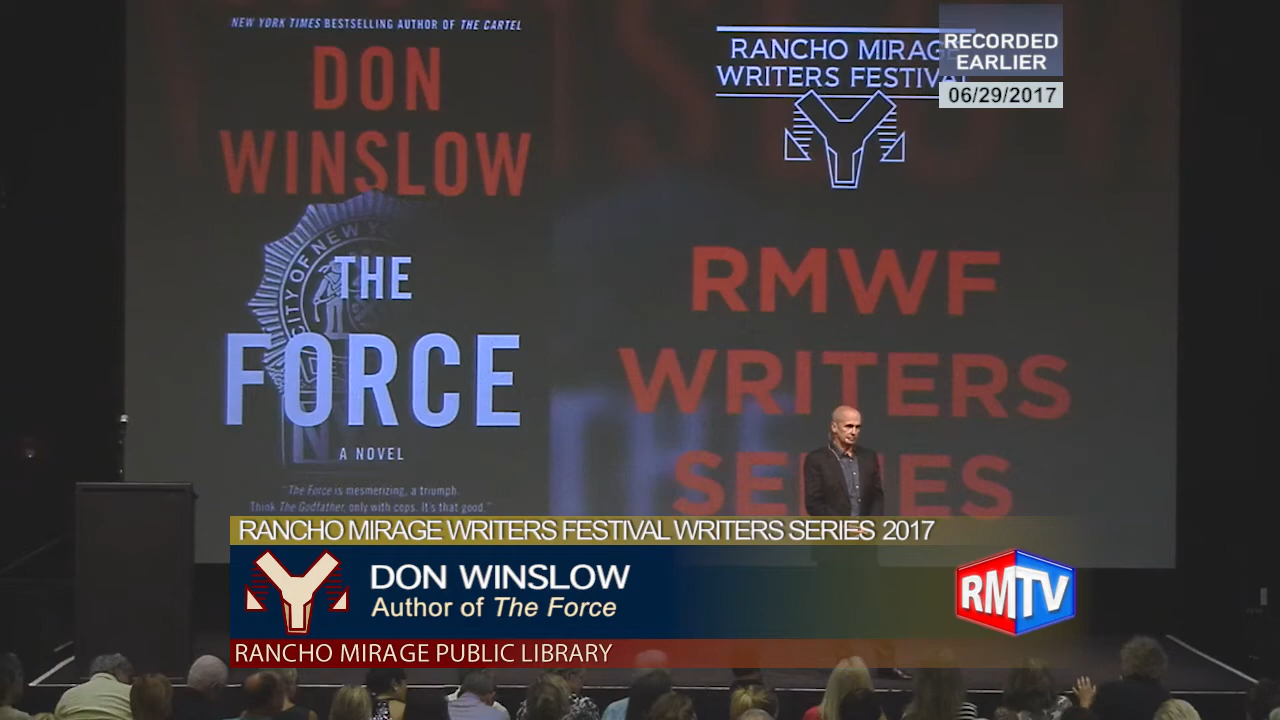 NEW YORK TIMES BESTSELLING AUTHOR OF THE CARTEL
DON
WINSLOW
CITY OF NEW Y
THE
FORCE
A NOVEL
"The Force is mesmerizing, a triumph.
Think The Godfather, only with cops. It's that good."
RANCHO MIRAGE
WRITERS FESTIVAL
RECORDED
EARLIER
06/29/2017
RMWF
WRITERS
SERIES
RANCHO MIRAGE WRITERS FESTIVAL WRITERS SERIES 2017
DON WINSLOW
Author of The Force
RMTV
RANCHO MIRAGE PUBLIC LIBRARY